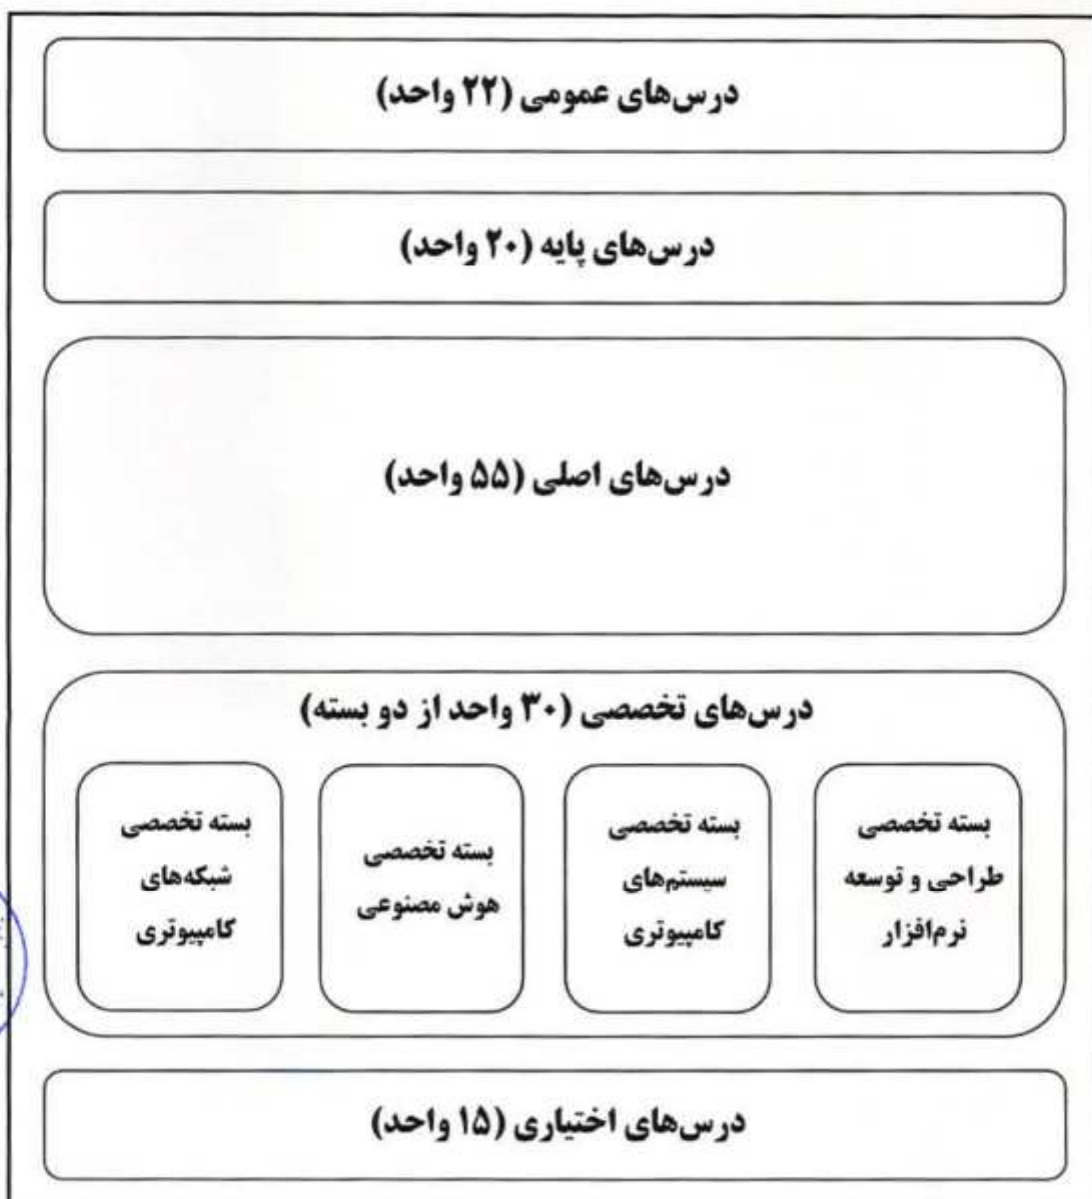 درس‌های عمومی (۲۲ واحد)
درس‌های پایه (۲۰ واحد)
درس‌های اصلی (۵۵ واحد)
درس‌های تخصصی (۳۰ واحد از دو بسته)
بسته تخصصی
طراحی و توسعه
نرم‌افزار
بسته تخصصی
سیستم‌های
کامپیوتری
بسته تخصصی
هوش مصنوعی
بسته تخصصی
شبکه‌های
کامپیوتری
درس‌های اختیاری (۱۵ واحد)